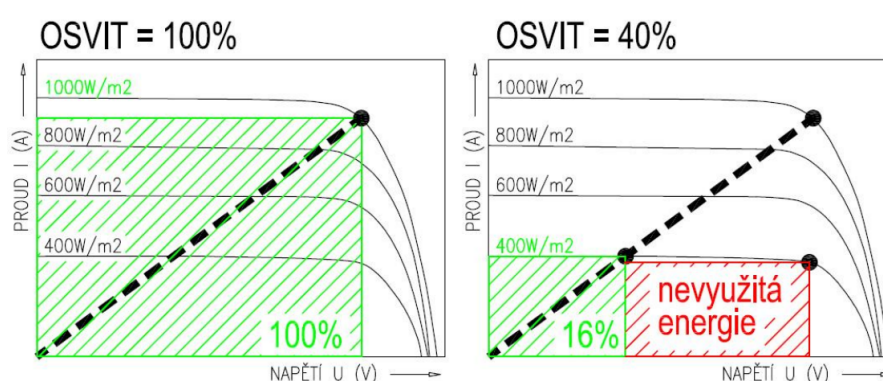 OSVIT = 100%
1000W/m2
800W/m2
600W/m2
400W/m2
100%
PROUD I (A)
NAPĚTÍ U (V)
OSVIT = 40%
1000W/m2
800W/m2
600W/m2
400W/m2
16%
nevyužitá
energie
PROUD I (A)
NAPĚTÍ U (V)